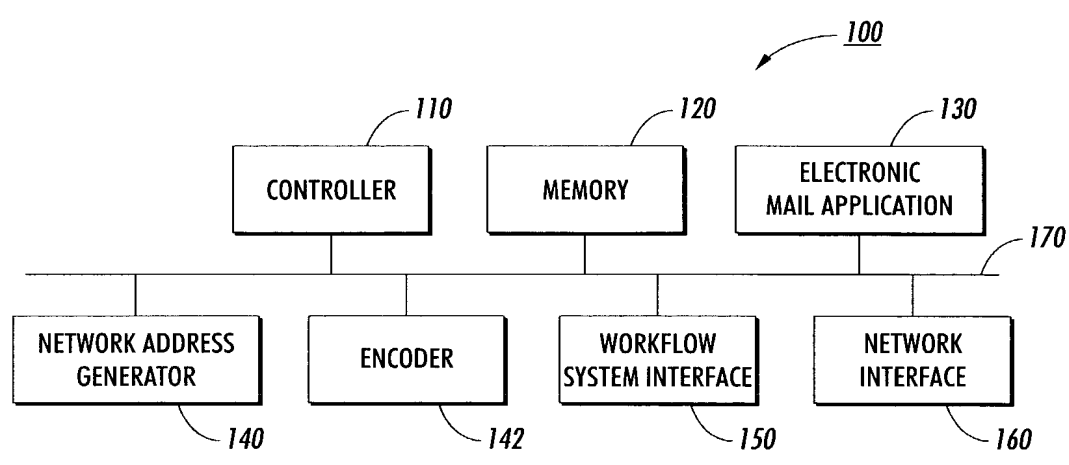 100
110
120
130
CONTROLLER
MEMORY
ELECTRONIC
MAIL APPLICATION
170
NETWORK ADDRESS
GENERATOR
ENCODER
WORKFLOW
SYSTEM INTERFACE
NETWORK
INTERFACE
140
142
150
160